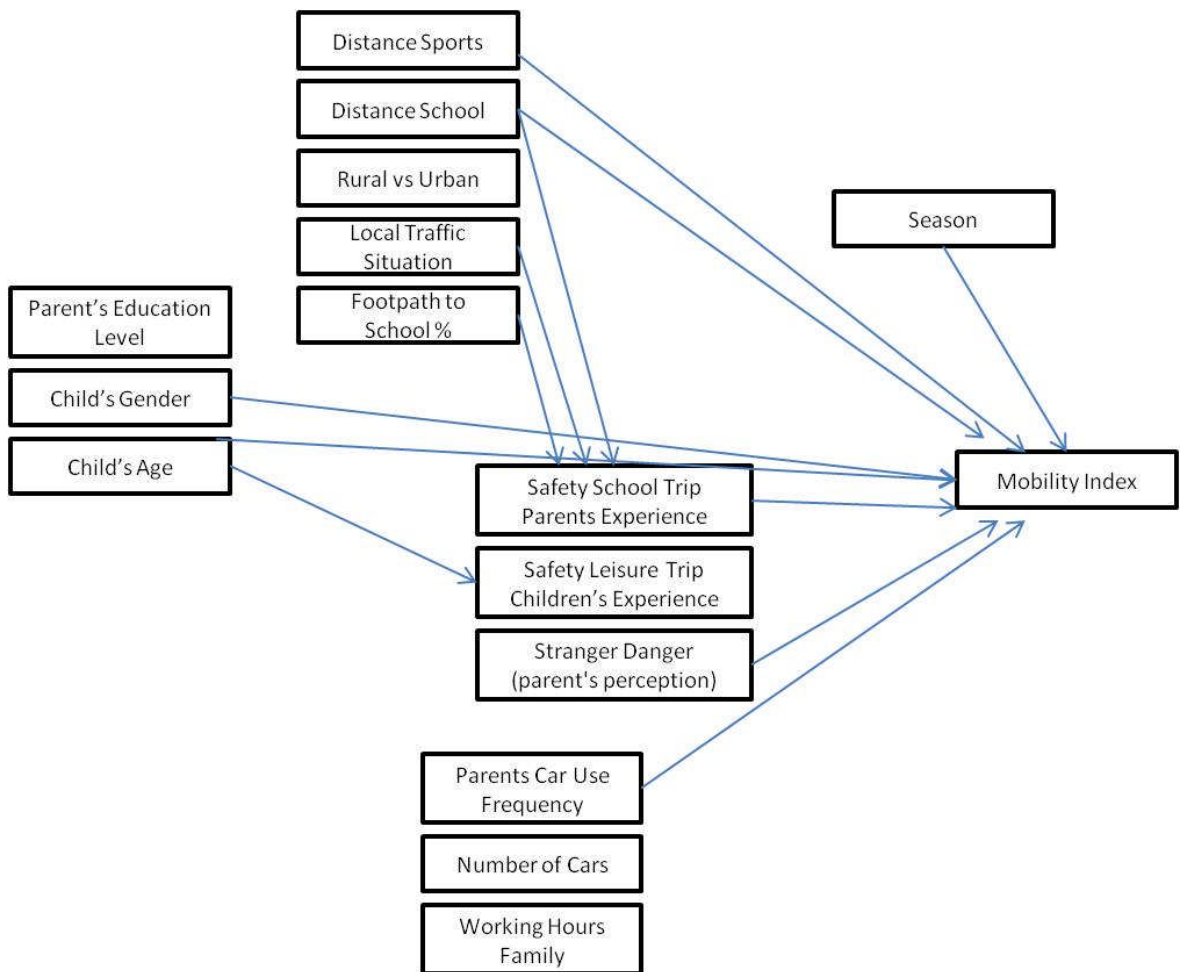 Distance Sports
Distance School
Rural vs Urban
Local Traffic
Situation
Footpath to
School %
Season
Parent’s Education
Level
Child’s Gender
Child’s Age
Safety School Trip
Parents Experience
Safety Leisure Trip
Children’s Experience
Stranger Danger
(parent's perception)
Mobility Index
Parents Car Use
Frequency
Number of Cars
Working Hours
Family